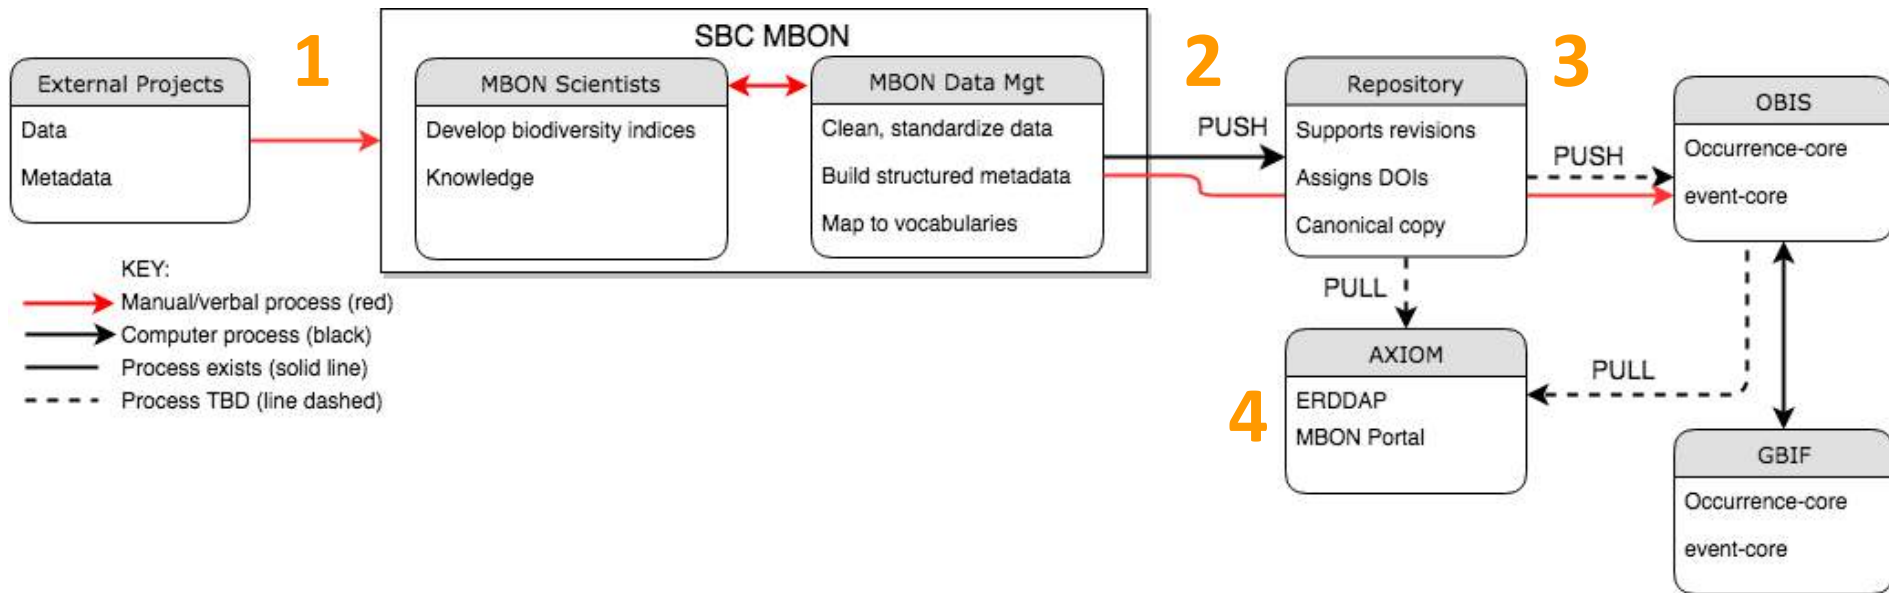 1
SBC MBON
2
3
External Projects
Data
Metadata
MBON Scientists
Develop biodiversity indices
Knowledge
MBON Data Mgt
Clean, standardize data
Build structured metadata
Map to vocabularies
PUSH
Repository
Supports revisions
Assigns DOIs
Canonical copy
PUSH
OBIS
Occurrence-core
event-core
KEY:
Manual/verbal process (red)
Computer process (black)
Process exists (solid line)
Process TBD (line dashed)
PULL
4
AXIOM
ERDDAP
MBON Portal
PULL
GBIF
Occurrence-core
event-core